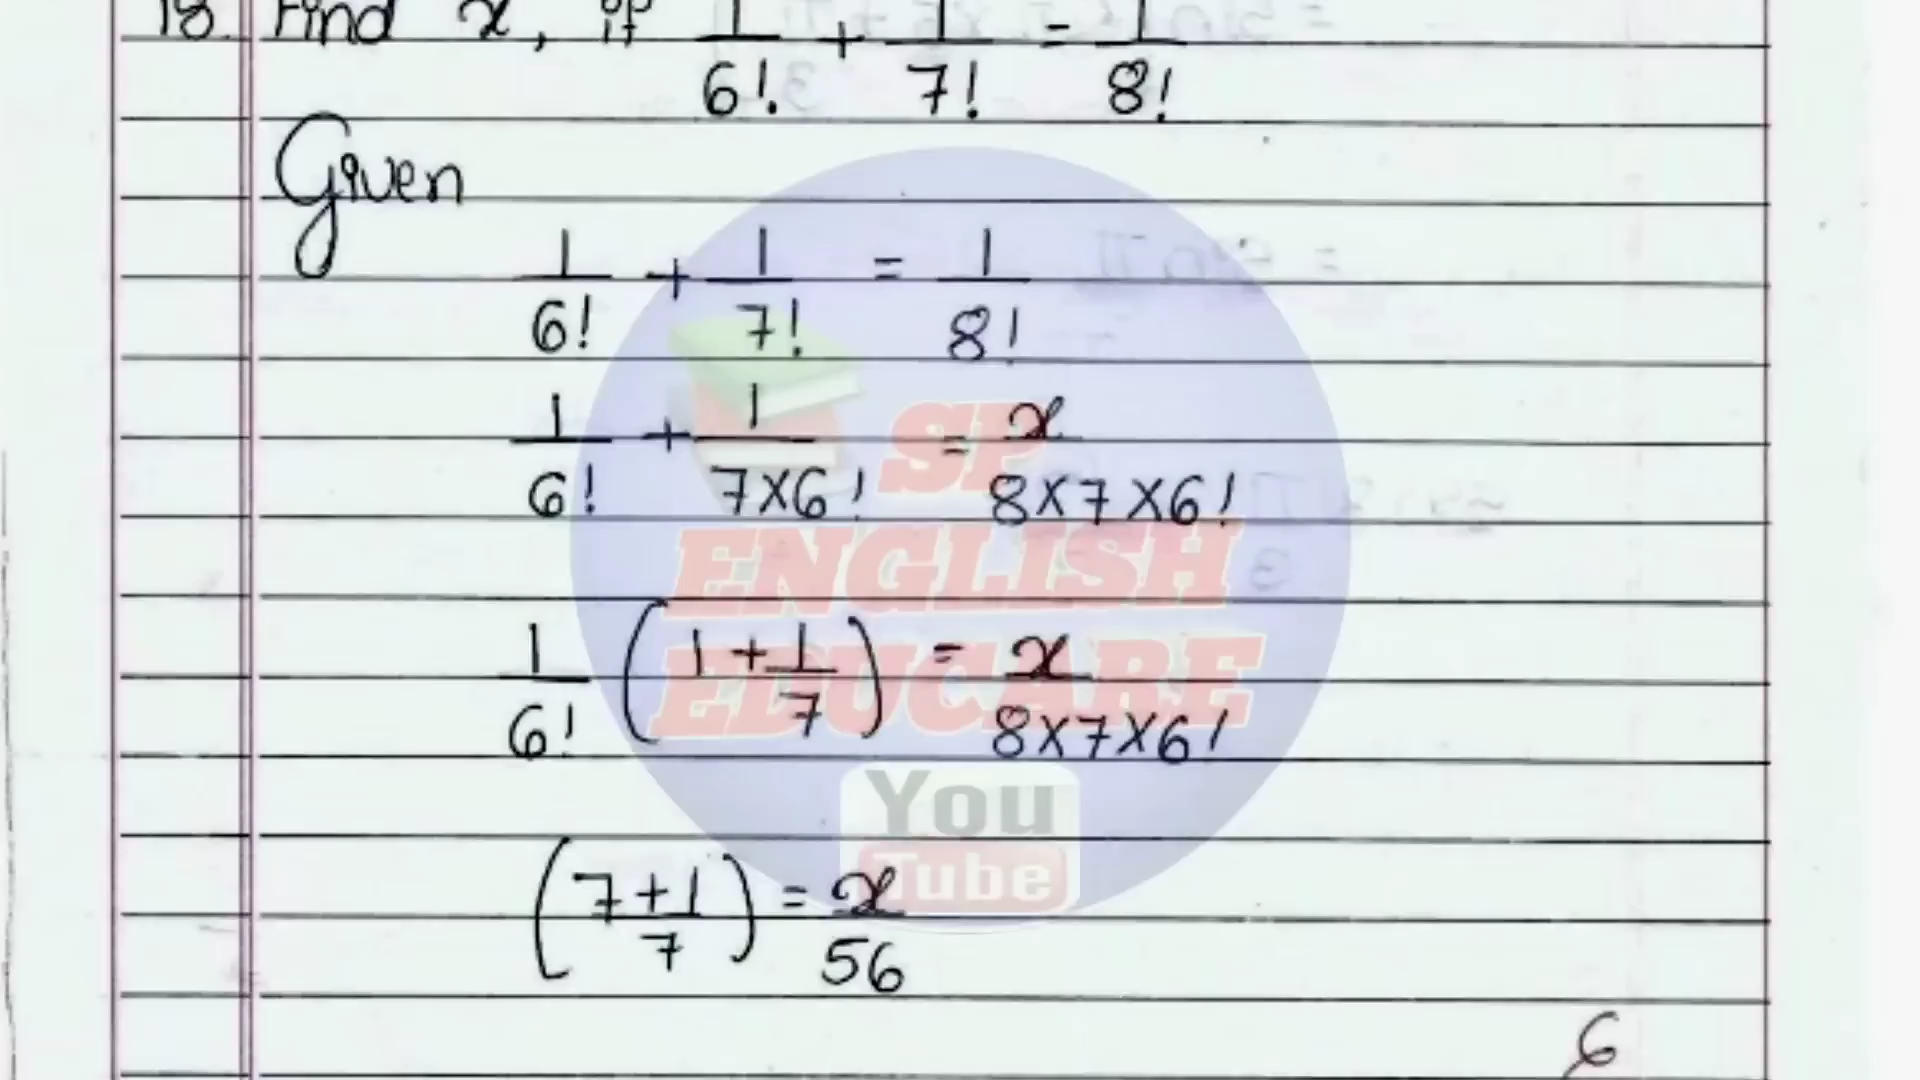 18. Find x, if 1/6! + 1/7! = 1/8!
Given
1/6! + 1/7! = 1/8!
1/6! + 1/7×6! = x/8×7×6!
1/6! (1+1/7) = x/8×7×6!
(7+1/7) = x/56
6
SP
ENGLISH
EDUCARE
You
Tube